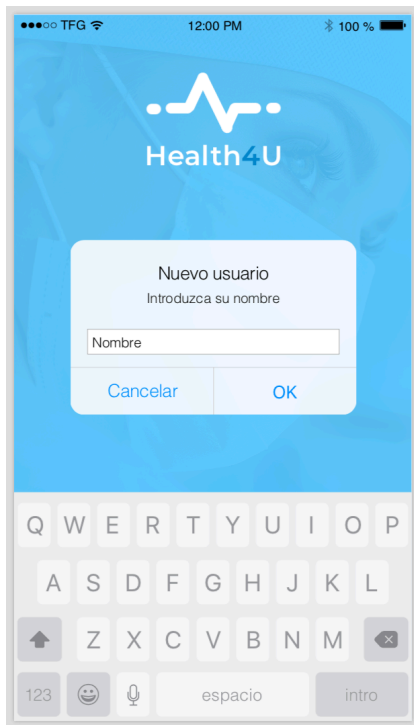 TFG 12:00 PM 100 %
Health4U
Nuevo usuario
Introduzca su nombre
Nombre
Cancelar OK
Q W E R T Y U I O P
A S D F G H J K L
Z X C V B N M
123 espacio intro